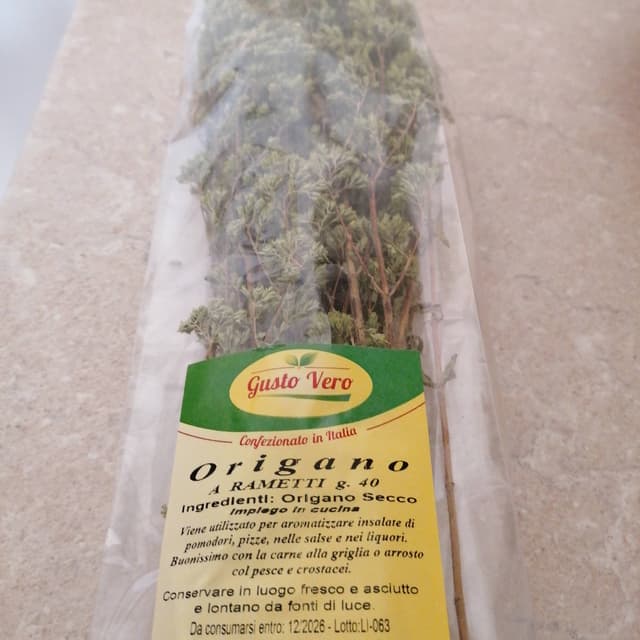 Gusto Vero
Confezionato in Italia
Origano
A RAMETTI g. 40
Ingredienti: Origano Secco
Impiego in cucina
Viene utilizzato per aromatizzare insalate di
pomodori, pizze, nelle salse e nei liquori.
Buonissimo con la carne alla griglia o arrosto
col pesce e crostacei.
Conservare in luogo fresco e asciutto
e lontano da fonti di luce.
Da consumarsi entro: 12/2026 - Lotto:LI-063